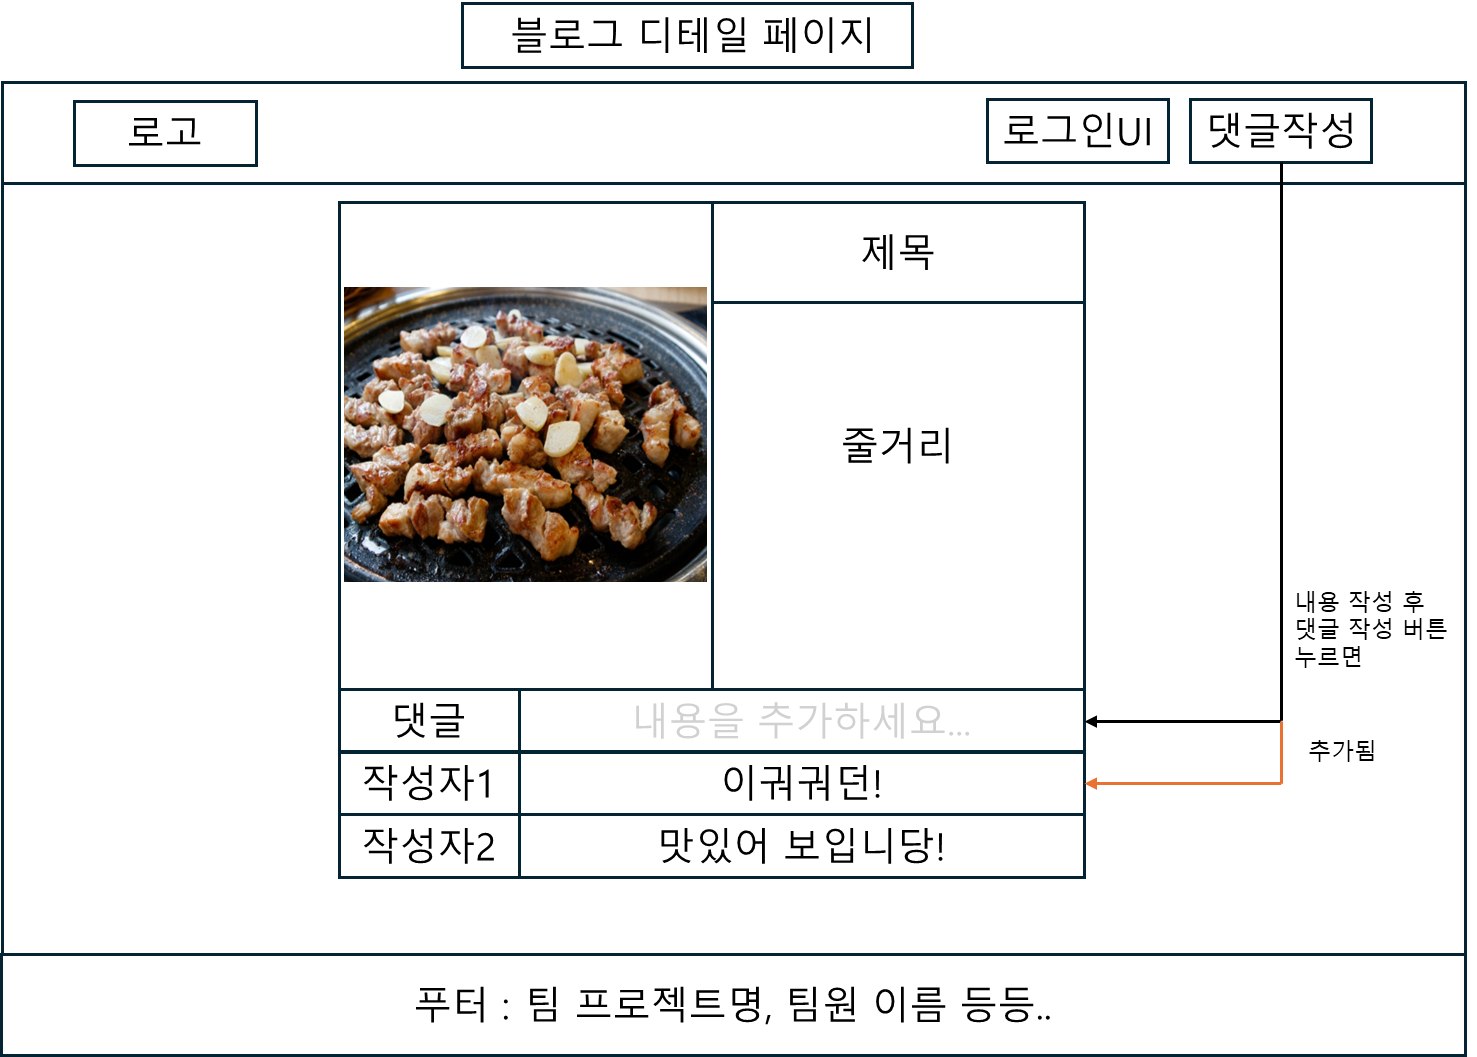 블로그 디테일 페이지
로고
로그인UI
댓글작성
제목
줄거리
내용 작성 후
댓글 작성 버튼
누르면
댓글
내용을 추가하세요...
추가됨
작성자1
이궈궈던!
작성자2
맛있어 보입니당!
푸터 : 팀 프로젝트명, 팀원 이름 등등..